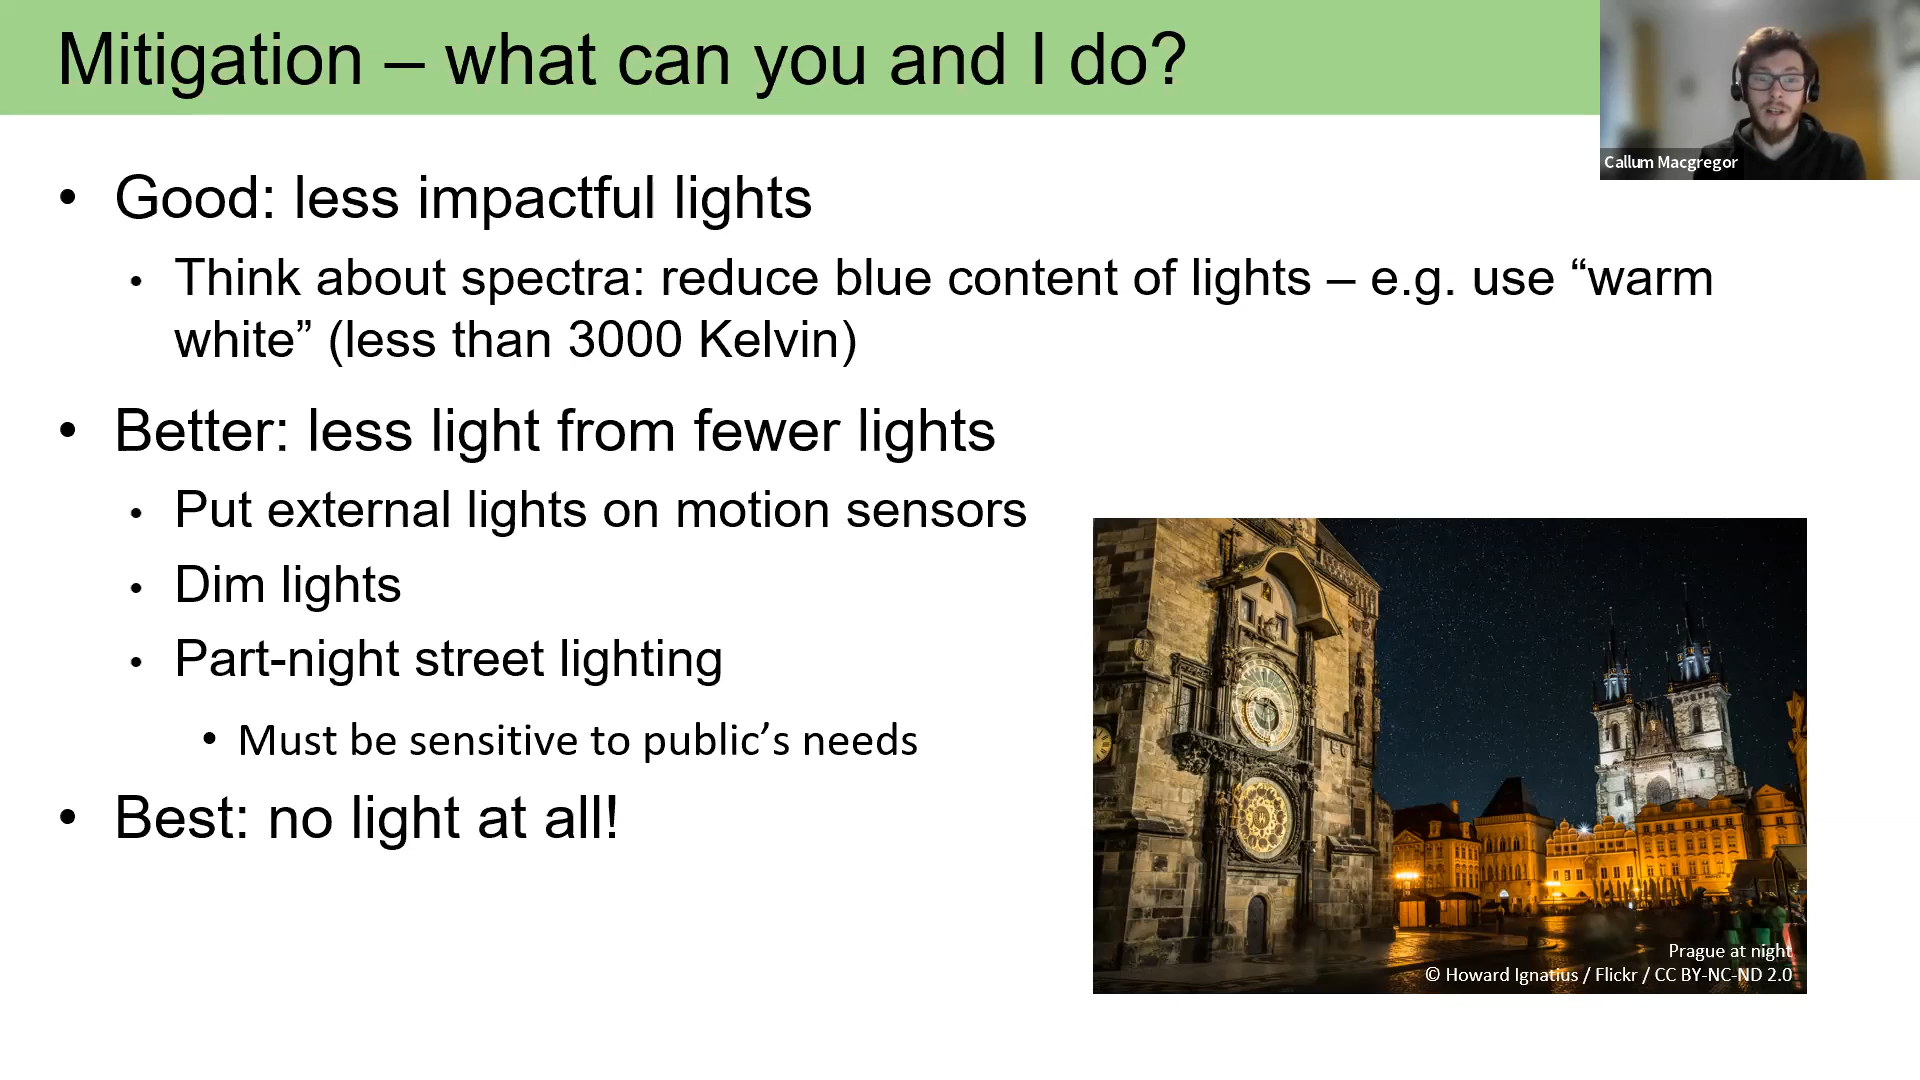 Mitigation – what can you and I do?
Callum Macgregor
• Good: less impactful lights
• Think about spectra: reduce blue content of lights – e.g. use “warm
white” (less than 3000 Kelvin)
• Better: less light from fewer lights
• Put external lights on motion sensors
• Dim lights
• Part-night street lighting
• Must be sensitive to public’s needs
• Best: no light at all!
Prague at night
© Howard Ignatius / Flickr / CC BY-NC-ND 2.0